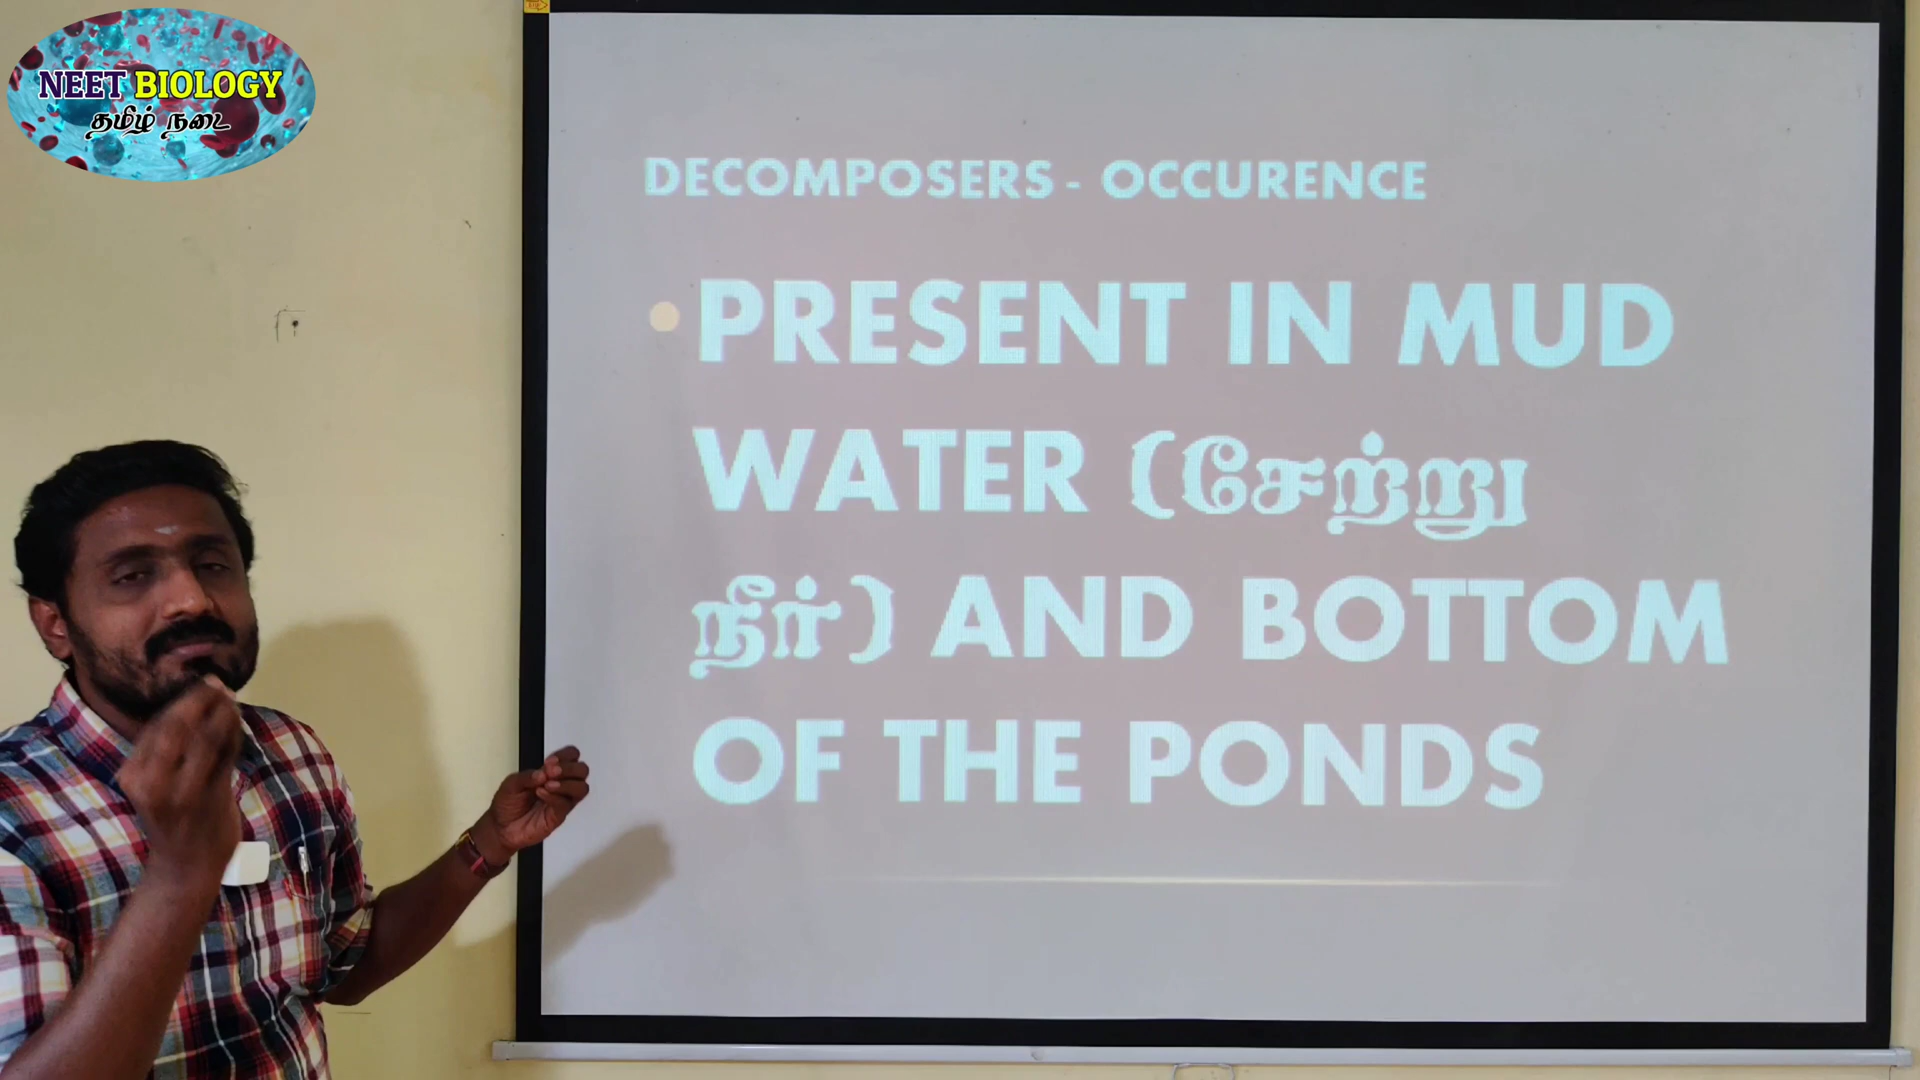 NEET BIOLOGY
தமிழ் நடை
DECOMPOSERS - OCCURENCE
• PRESENT IN MUD
WATER (சேற்று
நீர்) AND BOTTOM
OF THE PONDS